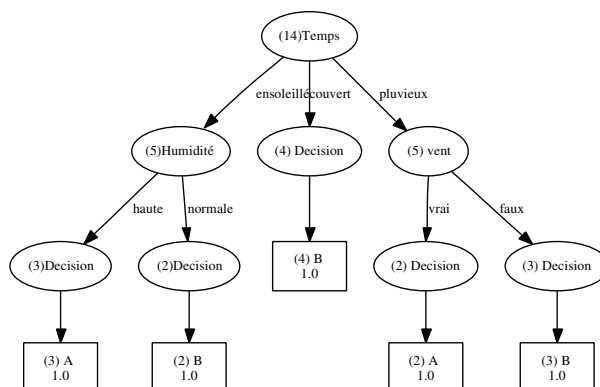 (14)Temps
ensoleillé
couvert
pluvieux
(5)Humidité
(4) Decision
(5) vent
haute
normale
vrai
faux
(3)Decision
(2)Decision
(4) B
1.0
(2) Decision
(3) Decision
(3) A
1.0
(2) B
1.0
(2) A
1.0
(3) B
1.0